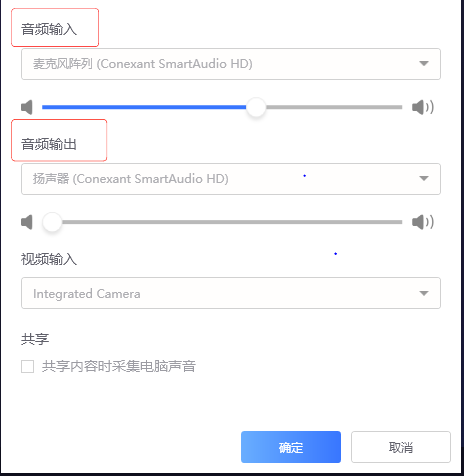 音频输入
麦克风阵列 (Conexant SmartAudio HD)
音频输出
扬声器 (Conexant SmartAudio HD)
视频输入
Integrated Camera
共享
共享内容时采集电脑声音
确定
取消